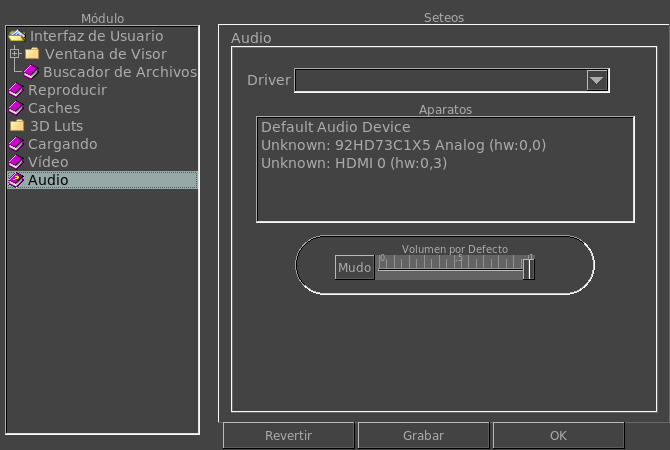 Módulo
Interfaz de Usuario
Ventana de Visor
Buscador de Archivos
Reproducir
Caches
3D Luts
Cargando
Vídeo
Audio
Seteos
Audio
Driver
Aparatos
Default Audio Device
Unknown: 92HD73C1X5 Analog (hw:0,0)
Unknown: HDMI 0 (hw:0,3)
Volumen por Defecto
Mudo
0 .5 1
Revertir
Grabar
OK